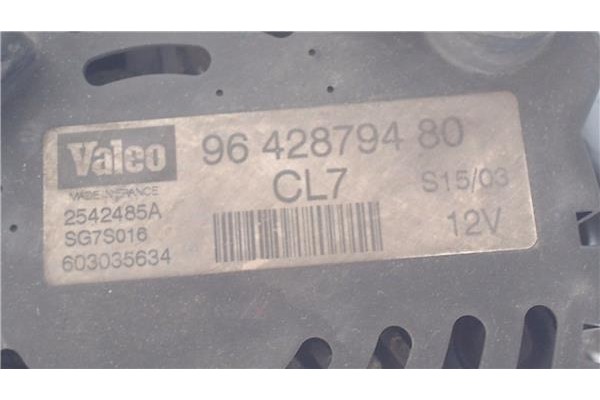 Valeo
MADE IN FRANCE
2542485A
SG7S016
603035634
96 428794 80
CL7
S15/03
12V